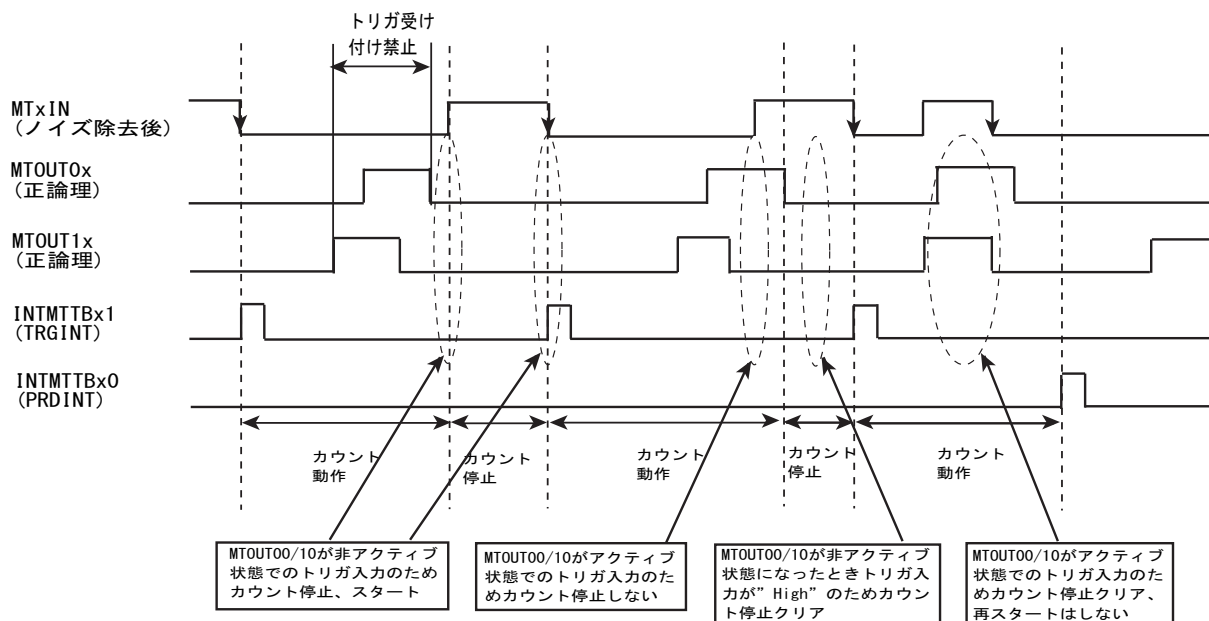 トリガ受け
付け禁止
MTxIN
(ノイズ除去後)
MTOUT0x
(正論理)
MTOUT1x
(正論理)
INTMTTBx1
(TRGINT)
INTMTTBx0
(PRDINT)
カウント
動作
カウント
停止
カウント
動作
カウント
停止
カウント
動作
MTOUT00/10が非アクティブ
状態でのトリガ入力のため
カウント停止、スタート
MTOUT00/10がアクティブ
状態でのトリガ入力のた
めカウント停止しない
MTOUT00/10が非アクティブ
状態になったときトリガ入
力が”High”のためカウン
ト停止クリア
MTOUT00/10がアクティブ
状態でのトリガ入力のた
めカウント停止クリア、
再スタートはしない